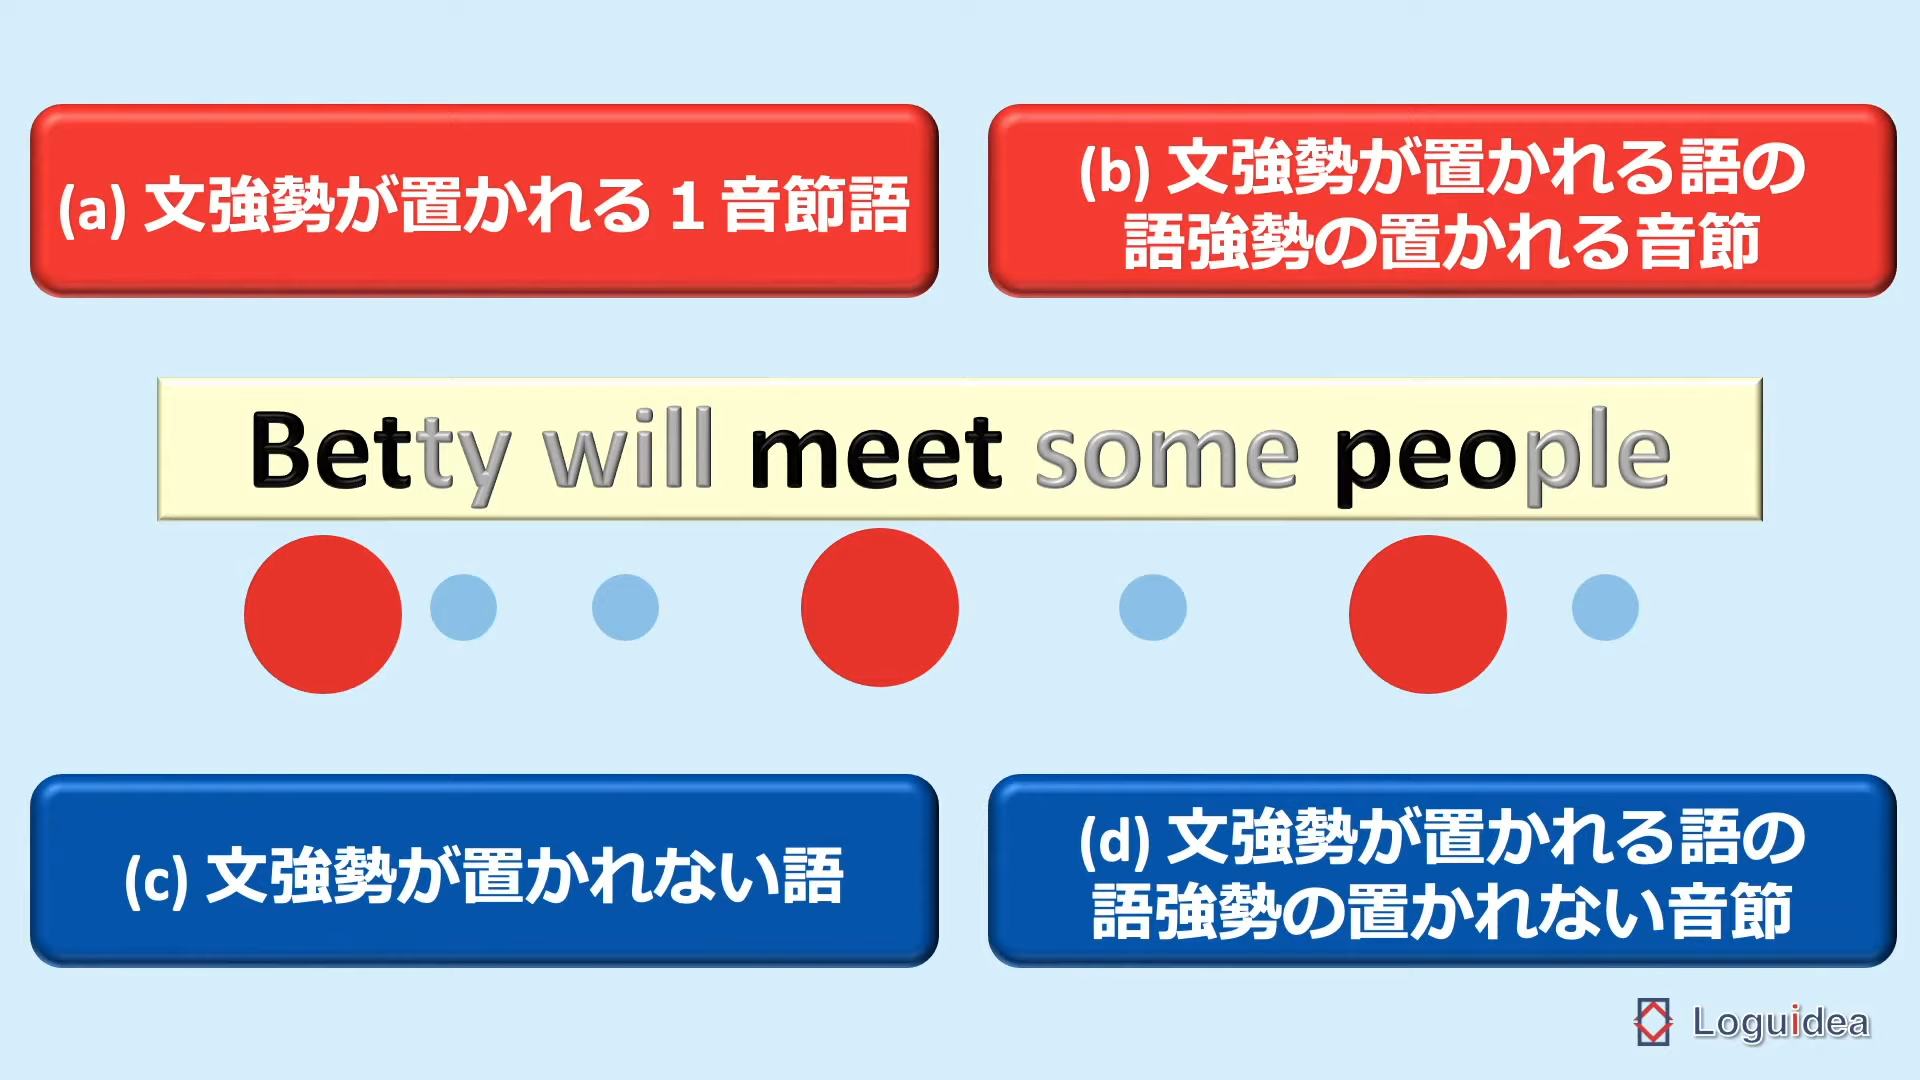 (a) 文強勢が置かれる１音節語
(b) 文強勢が置かれる語の
語強勢の置かれる音節
Betty will meet some people
(c) 文強勢が置かれない語
(d) 文強勢が置かれる語の
語強勢の置かれない音節
Loguidea